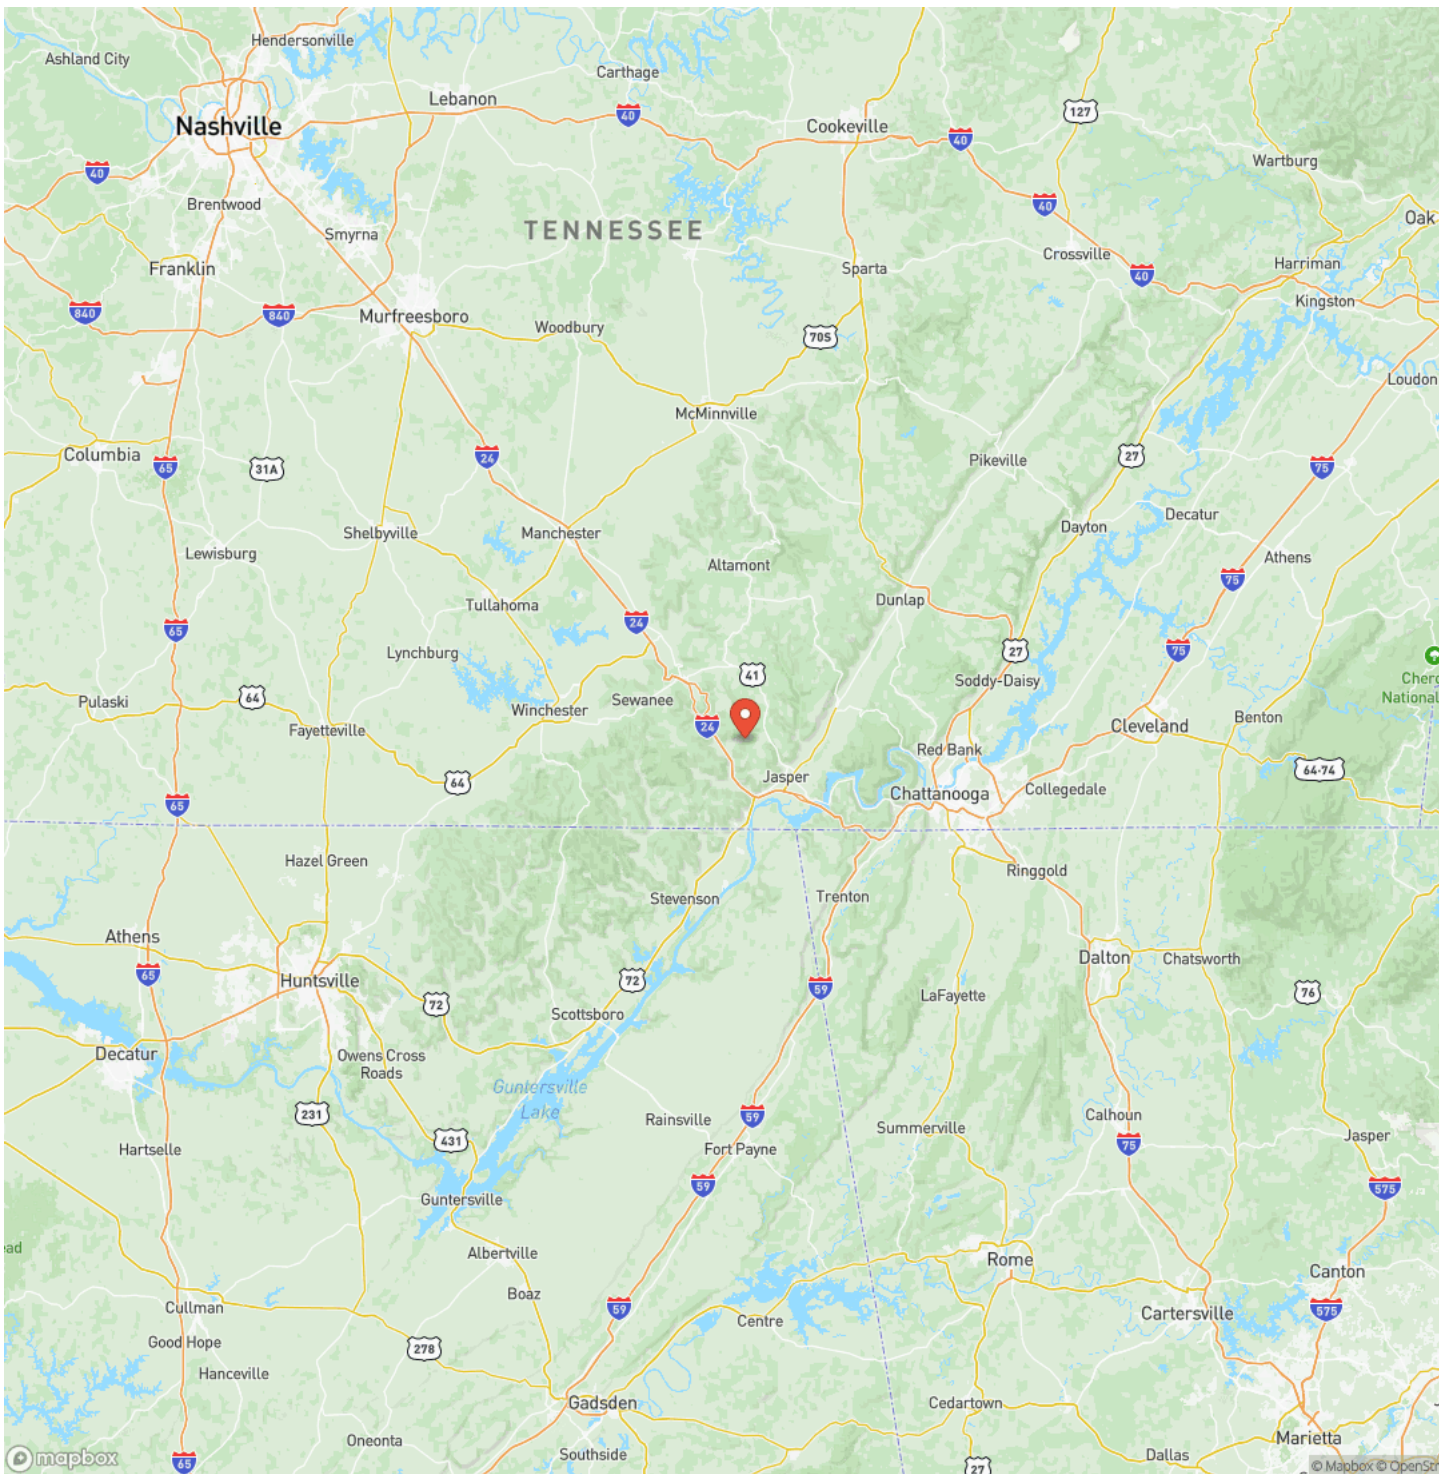 Hendersonville
Ashland City
Carthage
Lebanon
40
127
Nashville
Cookeville
40
Wartburg
40
Brentwood
40
Oak
TENNESSEE
Smyrna
Crossville
Franklin
Sparta
40
Harriman
Kingston
840
840
Murfreesboro
Woodbury
70S
Loudon
McMinnville
Columbia
65
31A
24
Pikeville
27
75
Decatur
Dayton
Shelbyville
Manchester
Lewisburg
Altamont
Athens
75
Tullahoma
Dunlap
24
65
Lynchburg
27
75
Cherc
National
41
Soddy-Daisy
64
Pulaski
Sewanee
Winchester
24
Benton
Fayetteville
Cleveland
Red Bank
64-74
64
Jasper
Chattanooga
Collegedale
65
Hazel Green
Ringgold
Stevenson
Trenton
Athens
65
Huntsville
72
Dalton
Chatsworth
59
LaFayette
76
72
Scottsboro
Decatur
Owens Cross
Roads
Guntersville
Lake
231
59
Rainsville
Calhoun
Summerville
Jasper
431
75
Hartselle
Fort Payne
59
575
Guntersville
ead
Albertville
Rome
Canton
Boaz
Cullman
59
575
Cartersville
Centre
Good Hope
278
Hanceville
Gadsden
Cedartown
Oneonta
Marietta
mapbox
65
Southside
27
Dallas
© Mapbox © OpenStr